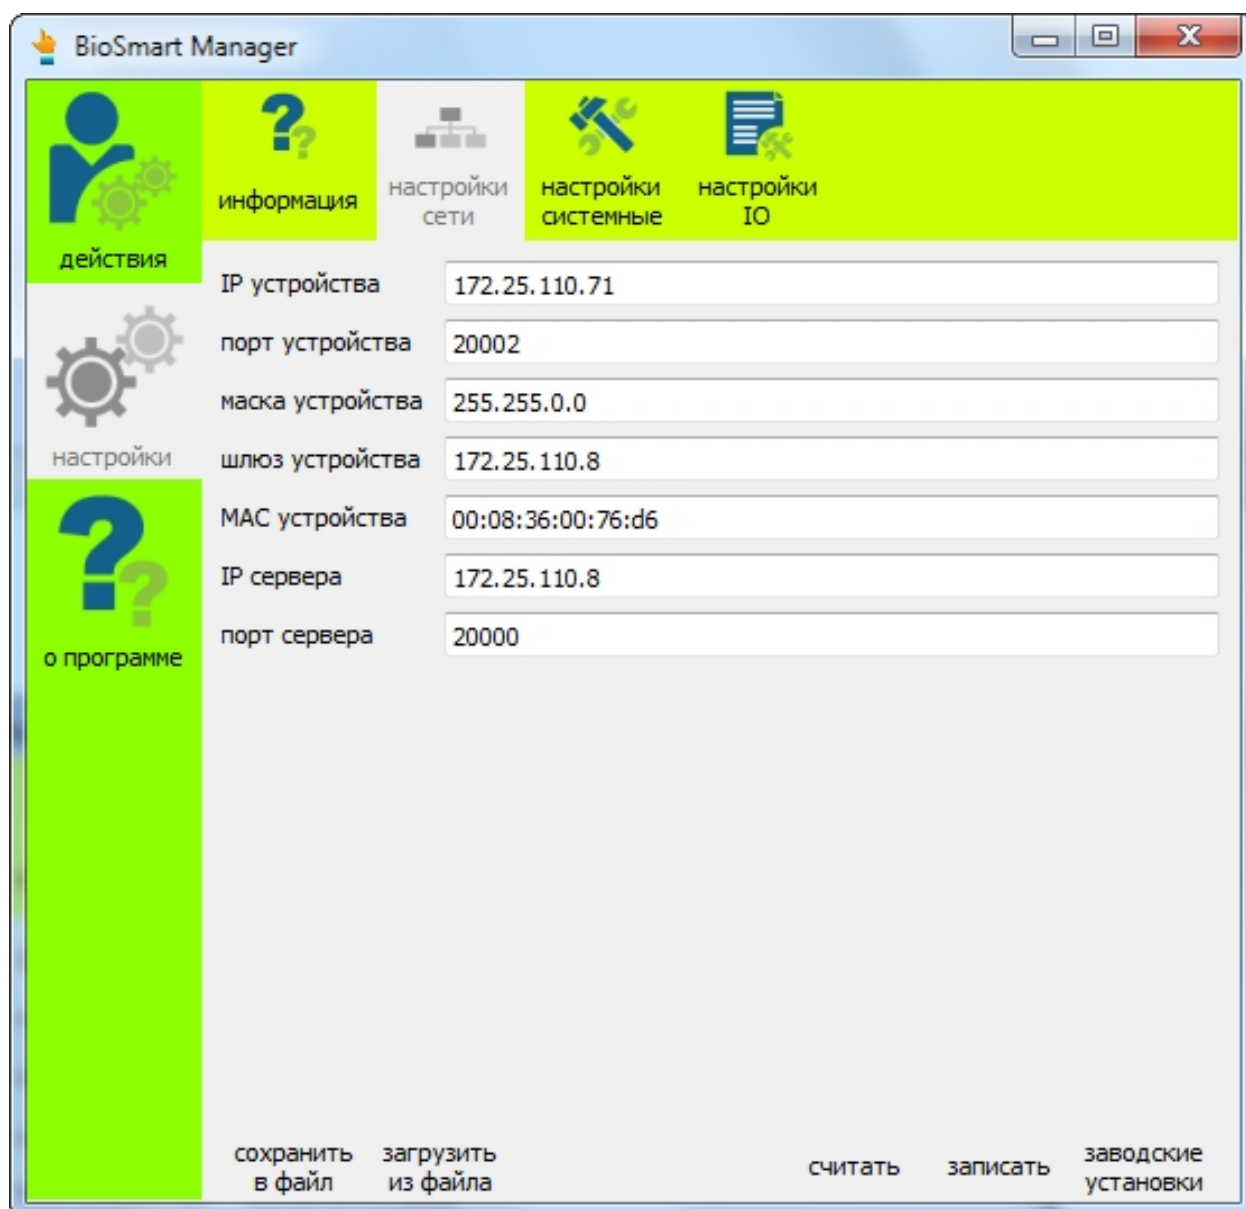 BioSmart Manager
действия
настройки
о программе
информация
настройки
сети
настройки
системные
настройки
IO
IP устройства
172.25.110.71
порт устройства
20002
маска устройства
255.255.0.0
шлюз устройства
172.25.110.8
MAC устройства
00:08:36:00:76:d6
IP сервера
172.25.110.8
порт сервера
20000
сохранить
в файл
загрузить
из файла
считать
записать
заводские
установки